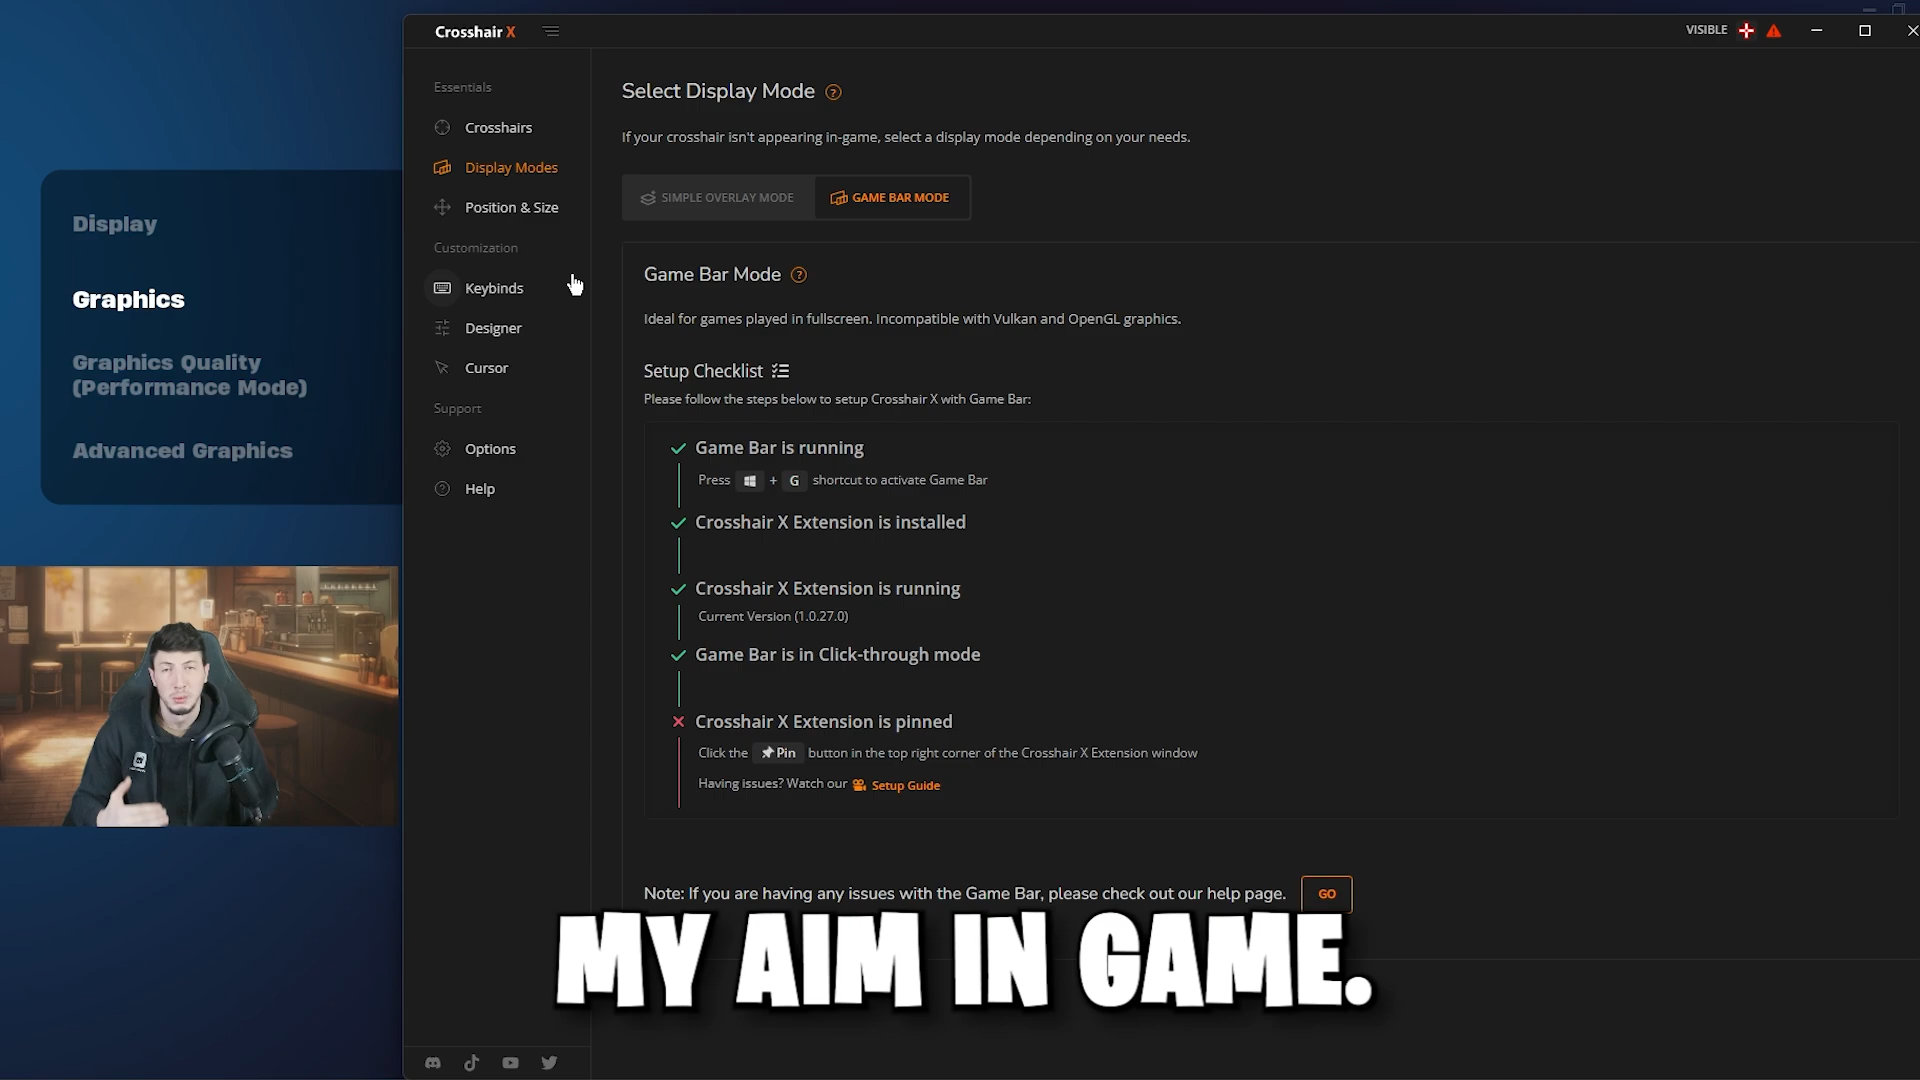 Crosshair X
VISIBLE
Essentials
Crosshairs
Display Modes
Position & Size
Customization
Keybinds
Designer
Cursor
Support
Options
Help
Display
Graphics
Graphics Quality
(Performance Mode)
Advanced Graphics
Select Display Mode ?
If your crosshair isn't appearing in-game, select a display mode depending on your needs.
SIMPLE OVERLAY MODE
GAME BAR MODE
Game Bar Mode ?
Ideal for games played in fullscreen. Incompatible with Vulkan and OpenGL graphics.
Setup Checklist
Please follow the steps below to setup Crosshair X with Game Bar:
Game Bar is running
Press + G shortcut to activate Game Bar
Crosshair X Extension is installed
Crosshair X Extension is running
Current Version (1.0.27.0)
Game Bar is in Click-through mode
Crosshair X Extension is pinned
Click the Pin button in the top right corner of the Crosshair X Extension window
Having issues? Watch our Setup Guide
Note: If you are having any issues with the Game Bar, please check out our help page. GO
MY AIM IN GAME.